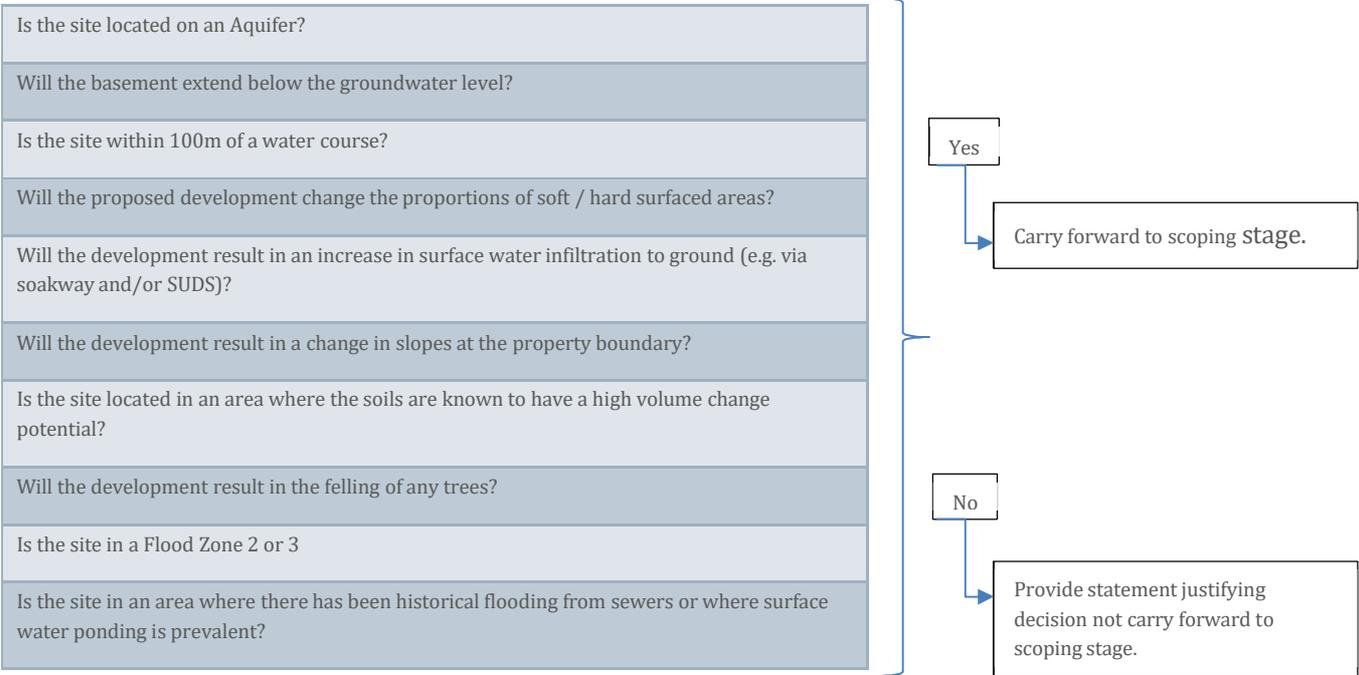 Is the site located on an Aquifer?
Will the basement extend below the groundwater level?
Is the site within 100m of a water course?
Will the proposed development change the proportions of soft / hard surfaced areas?
Will the development result in an increase in surface water infiltration to ground (e.g. via
soakway and/or SUDS)?
Will the development result in a change in slopes at the property boundary?
Is the site located in an area where the soils are known to have a high volume change
potential?
Will the development result in the felling of any trees?
Is the site in a Flood Zone 2 or 3
Is the site in an area where there has been historical flooding from sewers or where surface
water ponding is prevalent?
Yes
Carry forward to scoping stage.
No
Provide statement justifying
decision not carry forward to
scoping stage.